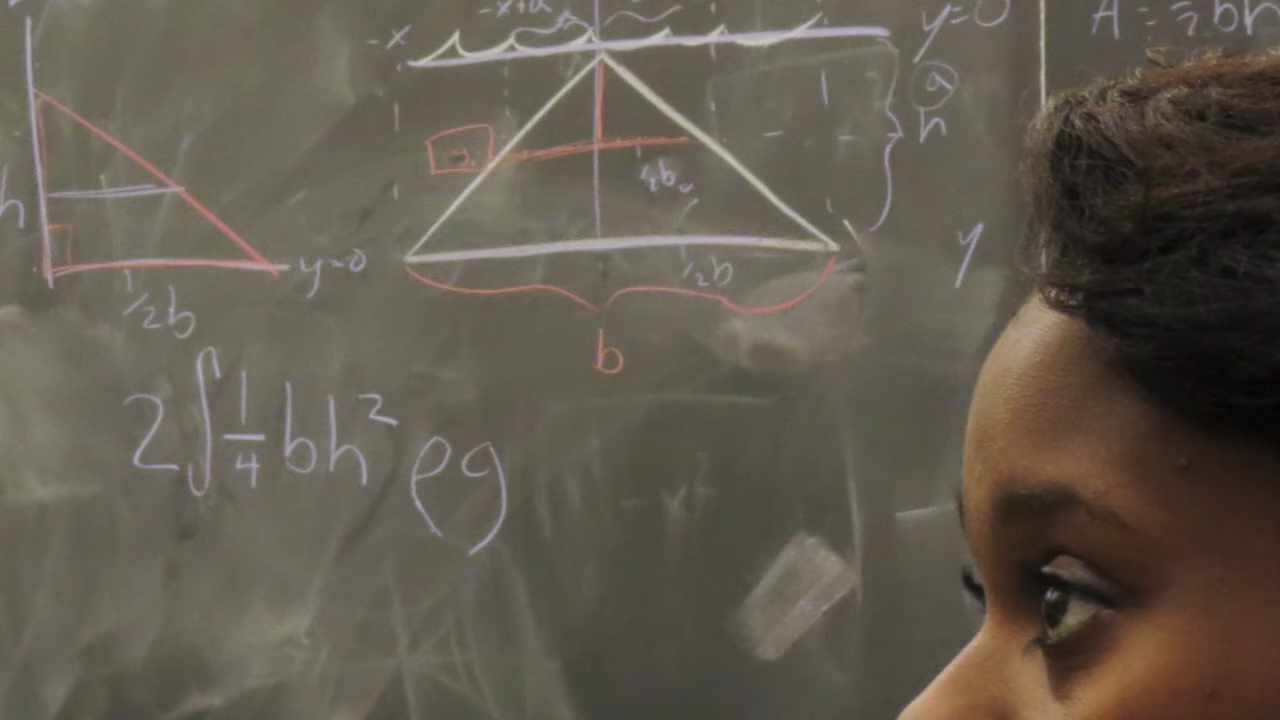 -x+a
y=0
A = ½bh
-x
a
h
½b
h
y
y=0
½b
½b
b
2∫¼bh² ρg